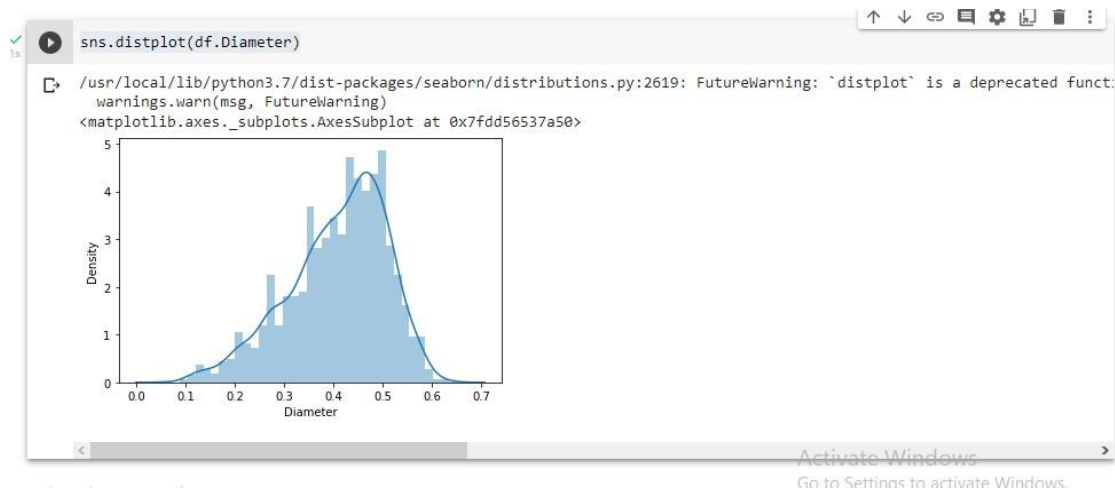 1s
sns.distplot(df.Diameter)
/usr/local/lib/python3.7/dist-packages/seaborn/distributions.py:2619: FutureWarning: `distplot` is a deprecated functi
warnings.warn(msg, FutureWarning)
<matplotlib.axes._subplots.AxesSubplot at 0x7fdd56537a50>
5
4
3
2
1
0
Density
0.0 0.1 0.2 0.3 0.4 0.5 0.6 0.7
Diameter
Activate Windows
Go to Settings to activate Windows.